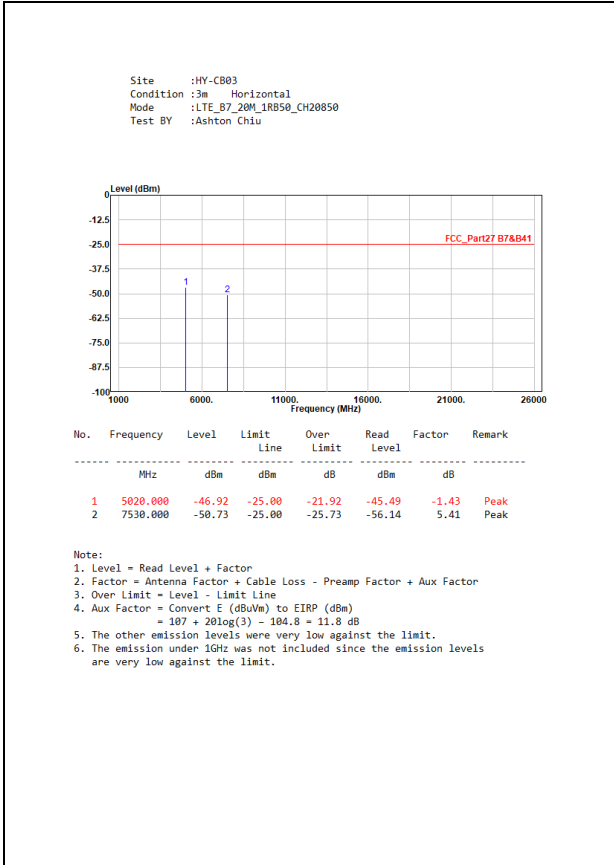 Site :HY-CB03
Condition :3m Horizontal
Mode :LTE_B7_20M_1RB50_CH20850
Test BY :Ashton Chiu
Level (dBm)
0
-12.5
-25.0
-37.5
-50.0
-62.5
-75.0
-87.5
-100
FCC_Part27 B7&B41
1
2
1000 6000. 11000. 16000. 21000. 26000
Frequency (MHz)
No. Frequency Level Limit Over Read Factor Remark
Line Limit Level
------ ----------- -------- --------- -------- --------- -------- ---------
MHz dBm dBm dB dBm dB
1 5020.000 -46.92 -25.00 -21.92 -45.49 -1.43 Peak
2 7530.000 -50.73 -25.00 -25.73 -56.14 5.41 Peak
Note:
1. Level = Read Level + Factor
2. Factor = Antenna Factor + Cable Loss - Preamp Factor + Aux Factor
3. Over Limit = Level - Limit Line
4. Aux Factor = Convert E (dBuVm) to EIRP (dBm)
= 107 + 20log(3) – 104.8 = 11.8 dB
5. The other emission levels were very low against the limit.
6. The emission under 1GHz was not included since the emission levels
are very low against the limit.